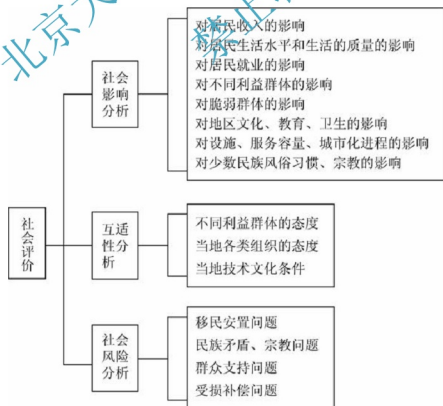 对居民收入的影响
对居民生活水平和生活的质量的影响
对居民就业的影响
对不同利益群体的影响
对脆弱群体的影响
对地区文化、教育、卫生的影响
对设施、服务容量、城市化进程的影响
对少数民族风俗习惯、宗教的影响
社会
影响
分析
社会评价
互适
性分
析
不同利益群体的态度
当地各类组织的态度
当地技术文化条件
社会
风险
分析
移民安置问题
民族矛盾、宗教问题
群众支持问题
受损补偿问题
北京
禁止